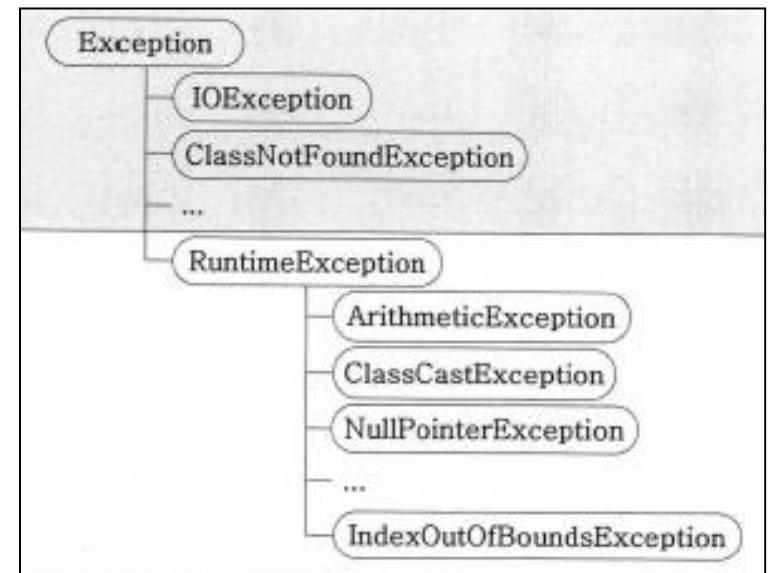 Exception
IOException
ClassNotFoundException
...
RuntimeException
ArithmeticException
ClassCastException
NullPointerException
...
IndexOutOfBoundsException